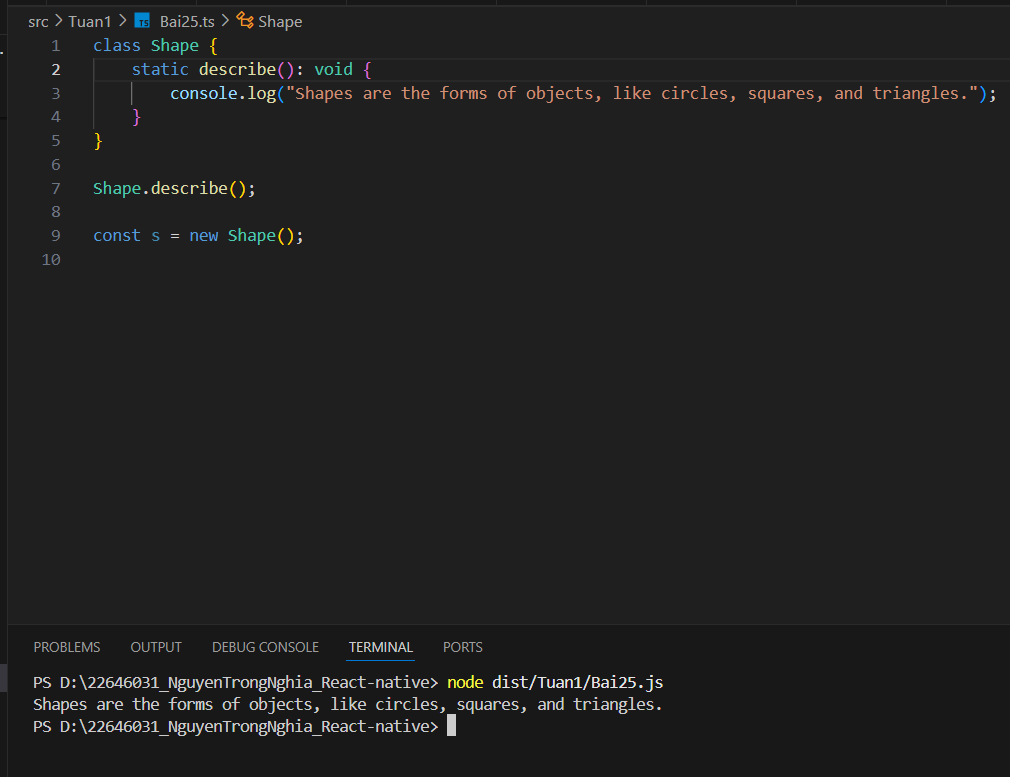 src > Tuan1 > TS Bai25.ts > Shape
1 class Shape {
2     static describe(): void {
3         console.log("Shapes are the forms of objects, like circles, squares, and triangles.");
4     }
5 }
6
7 Shape.describe();
8
9 const s = new Shape();
10
PROBLEMS OUTPUT DEBUG CONSOLE TERMINAL PORTS
PS D:\22646031_NguyenTrongNghia_React-native> node dist/Tuan1/Bai25.js
Shapes are the forms of objects, like circles, squares, and triangles.
PS D:\22646031_NguyenTrongNghia_React-native>